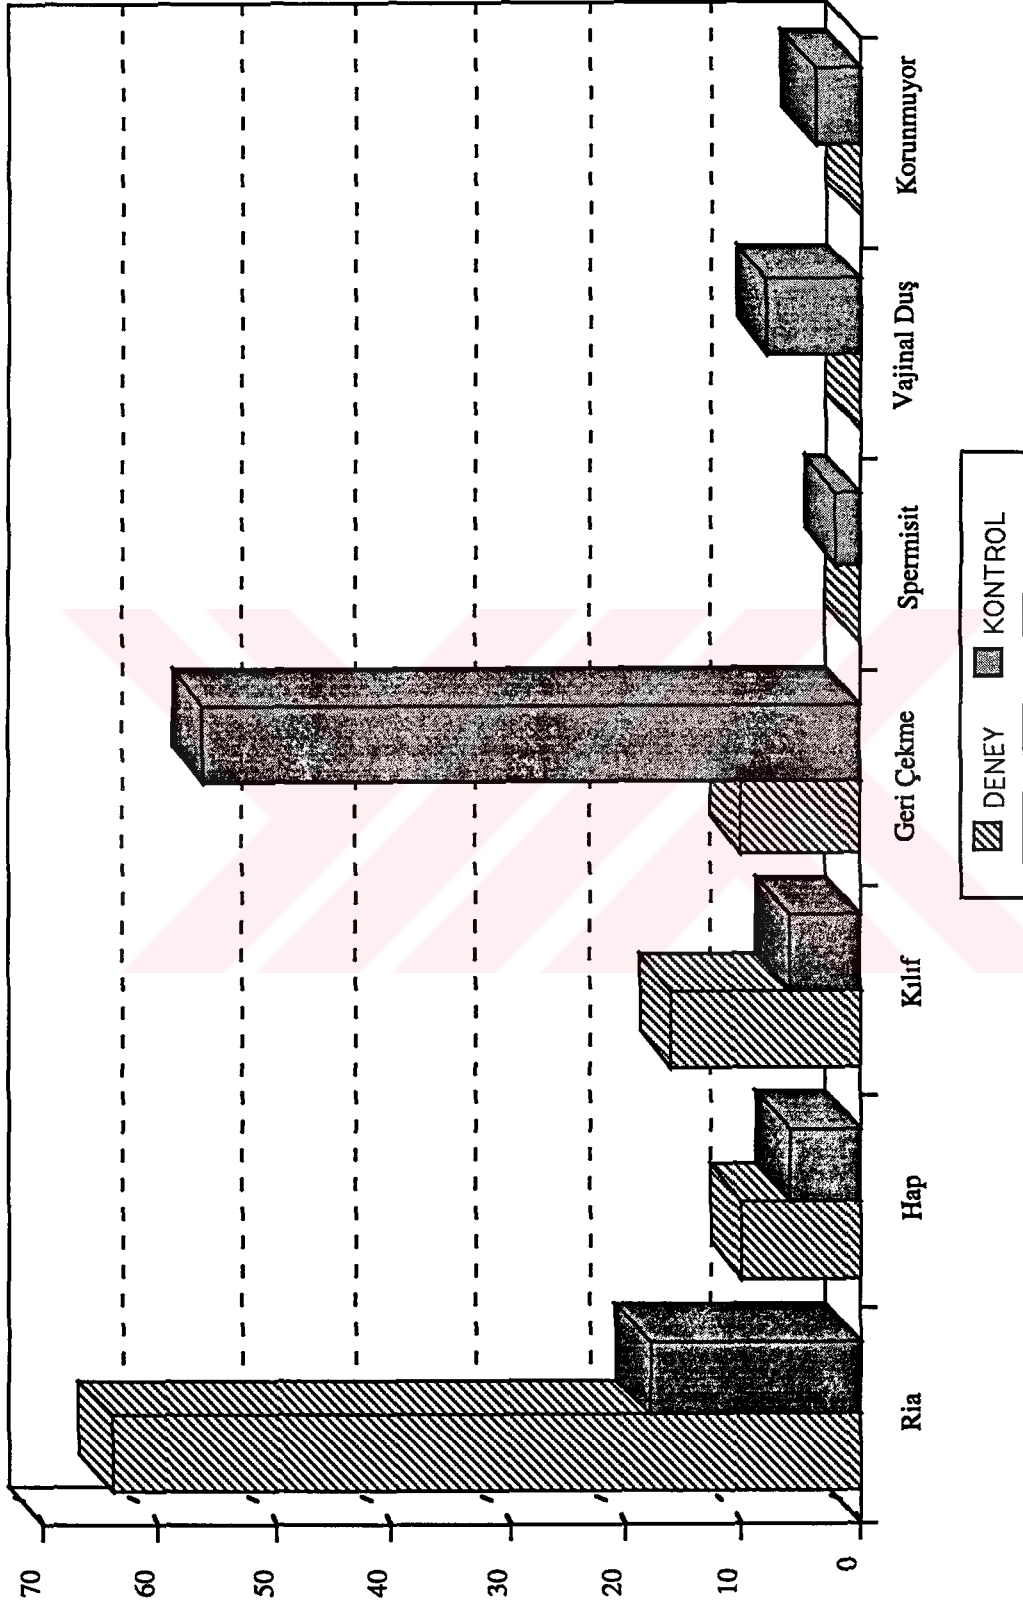 70
60
50
40
30
20
10
0
Ria
Hap
Kılıf
Geri Çekme
Spermisit
Vajinal Duş
Korunmuyor
DENEY
KONTROL